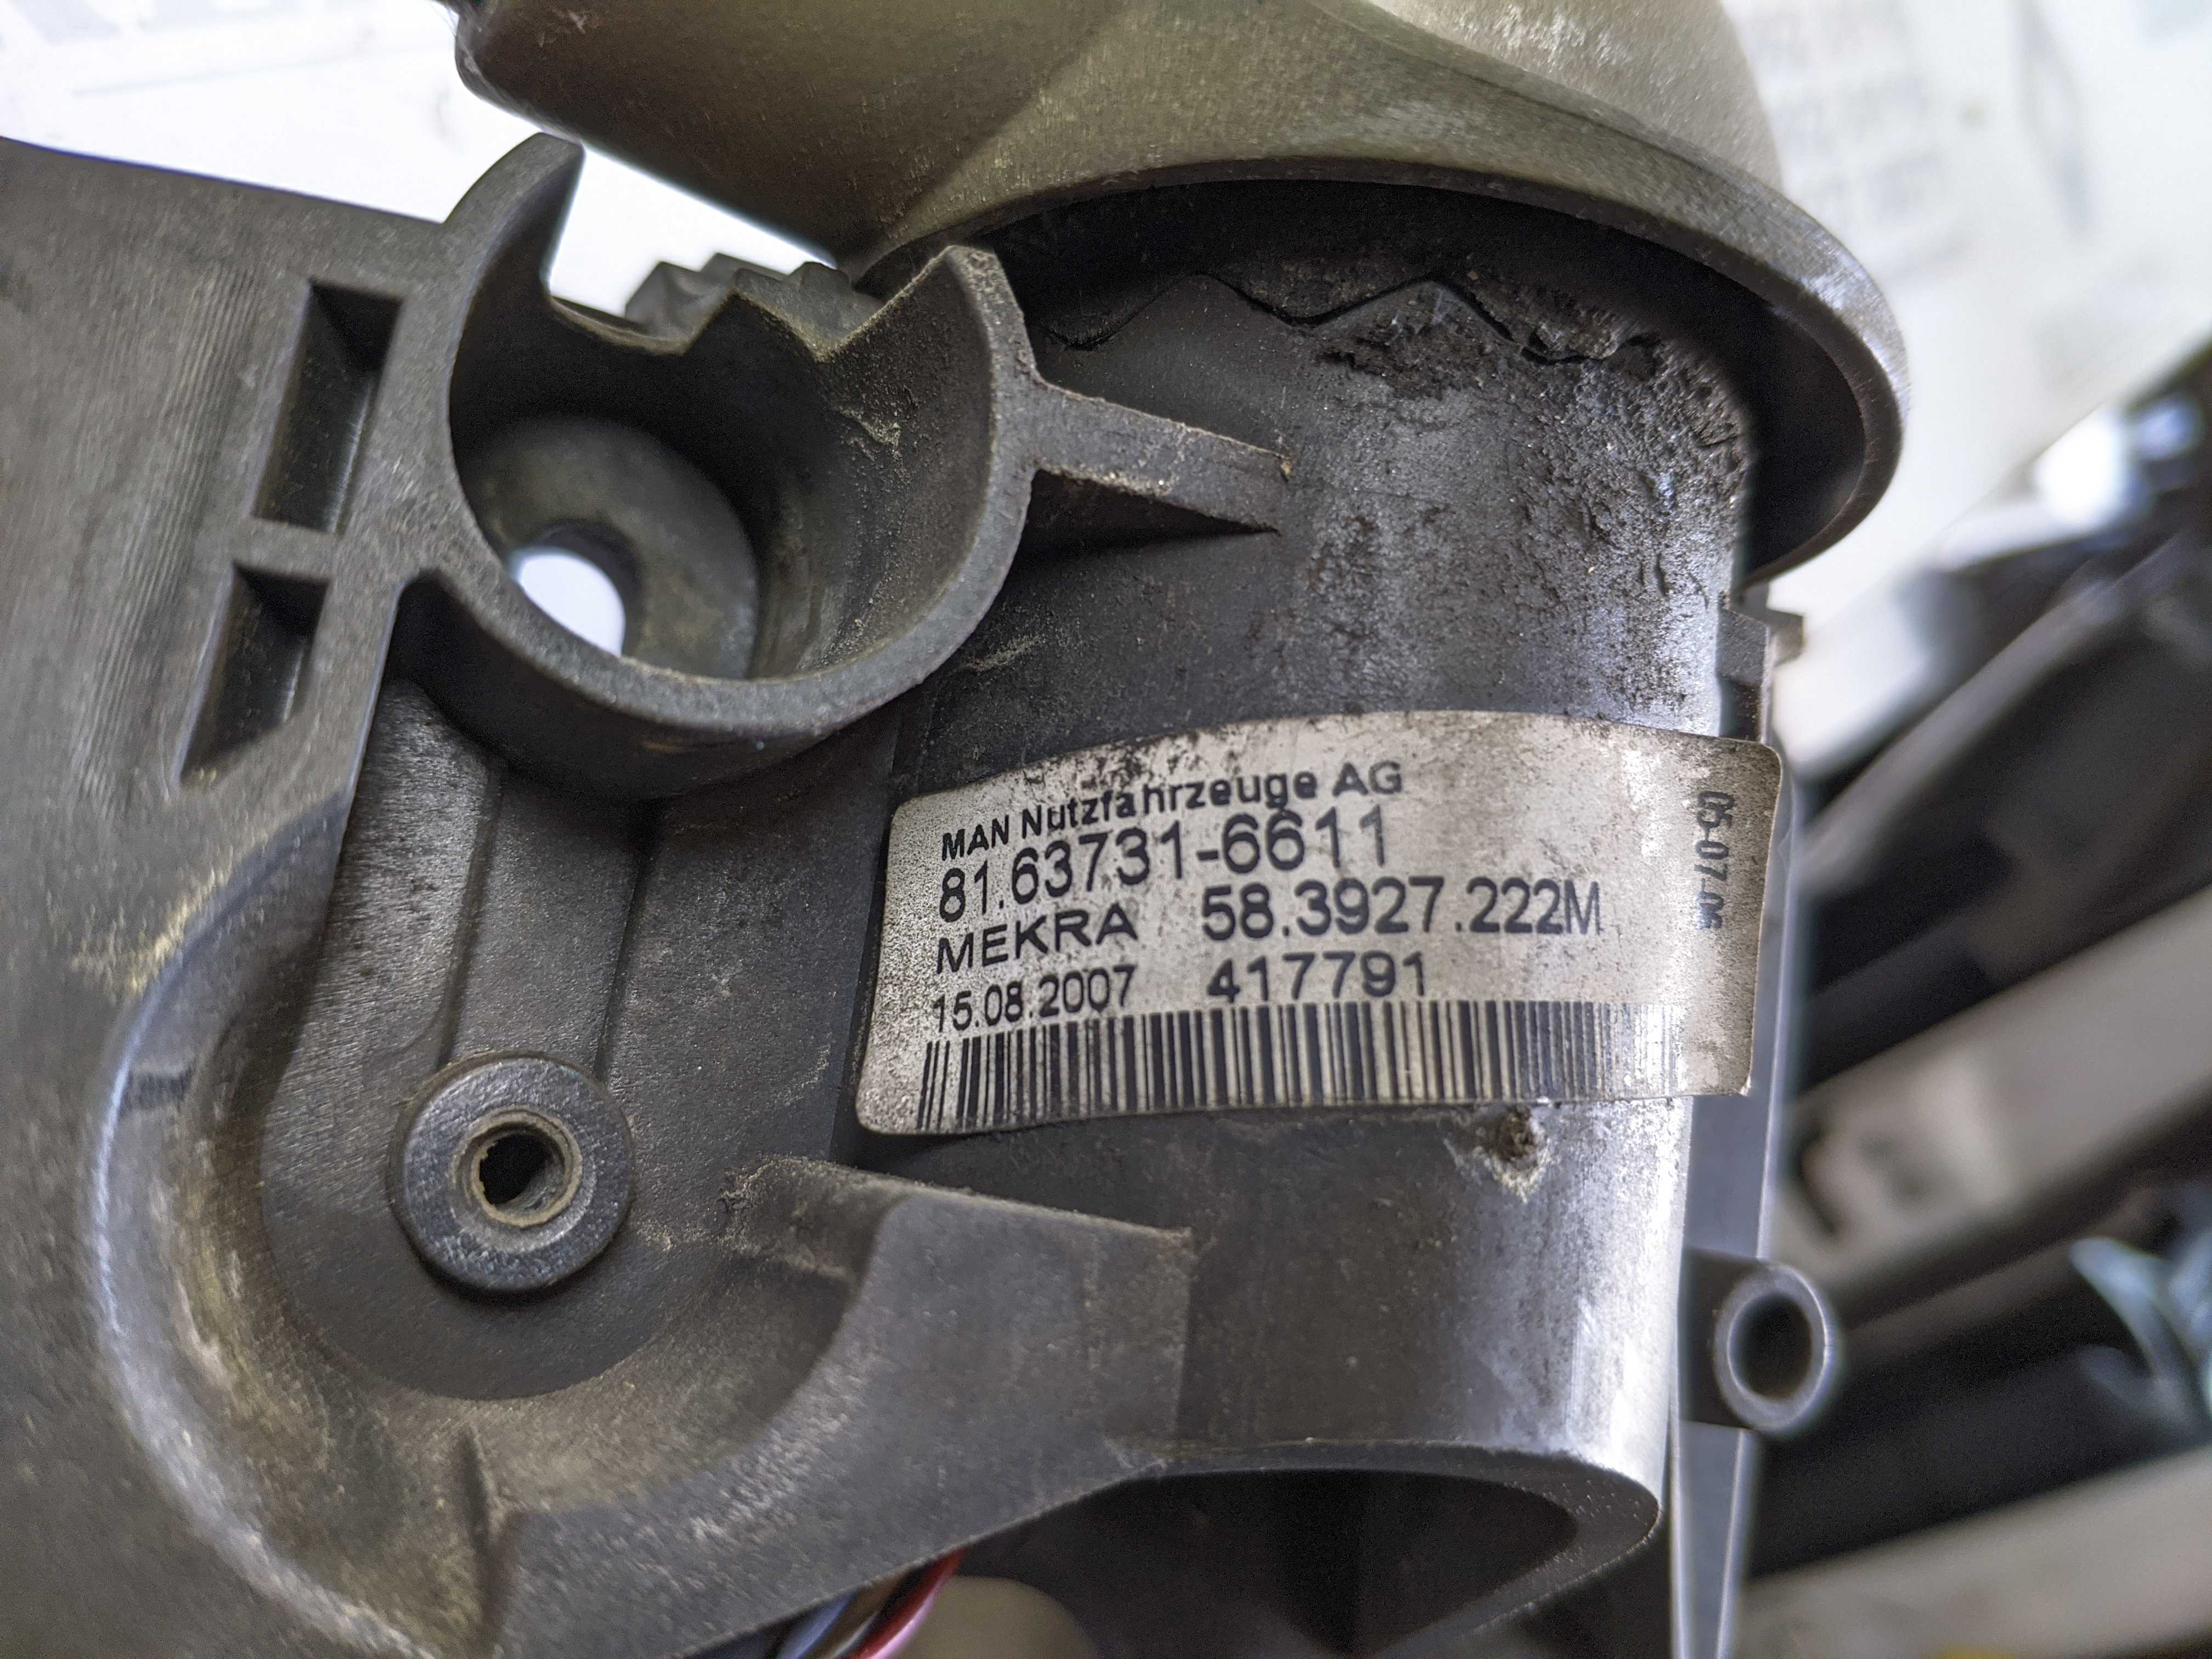 MAN Nutzfahrzeuge AG
81.63731-6611
MEKRA 58.3927.222M
15.08.2007 417791